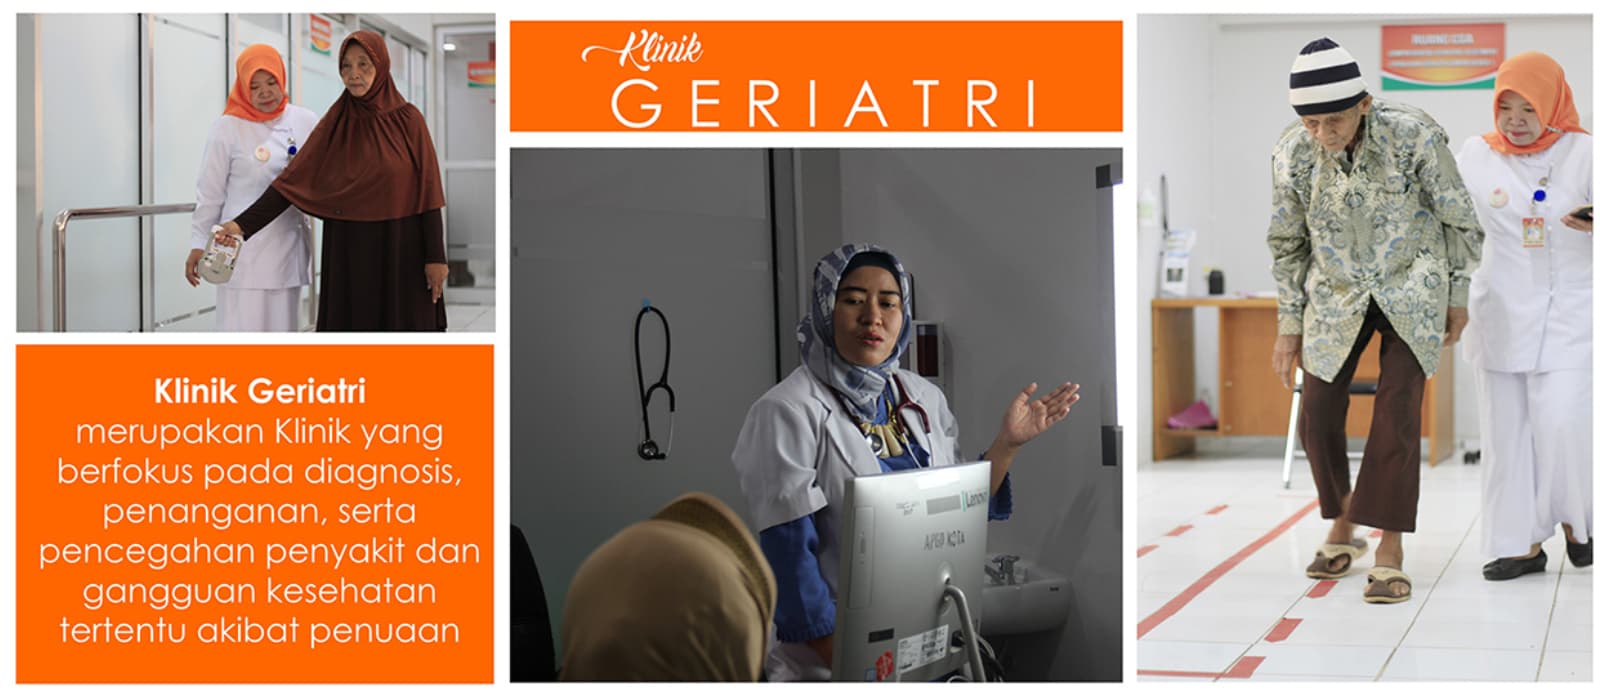 Klinik
GERIATRI
Klinik Geriatri
merupakan Klinik yang
berfokus pada diagnosis,
penanganan, serta
pencegahan penyakit dan
gangguan kesehatan
tertentu akibat penuaan
Lenovo
APBD KOTA